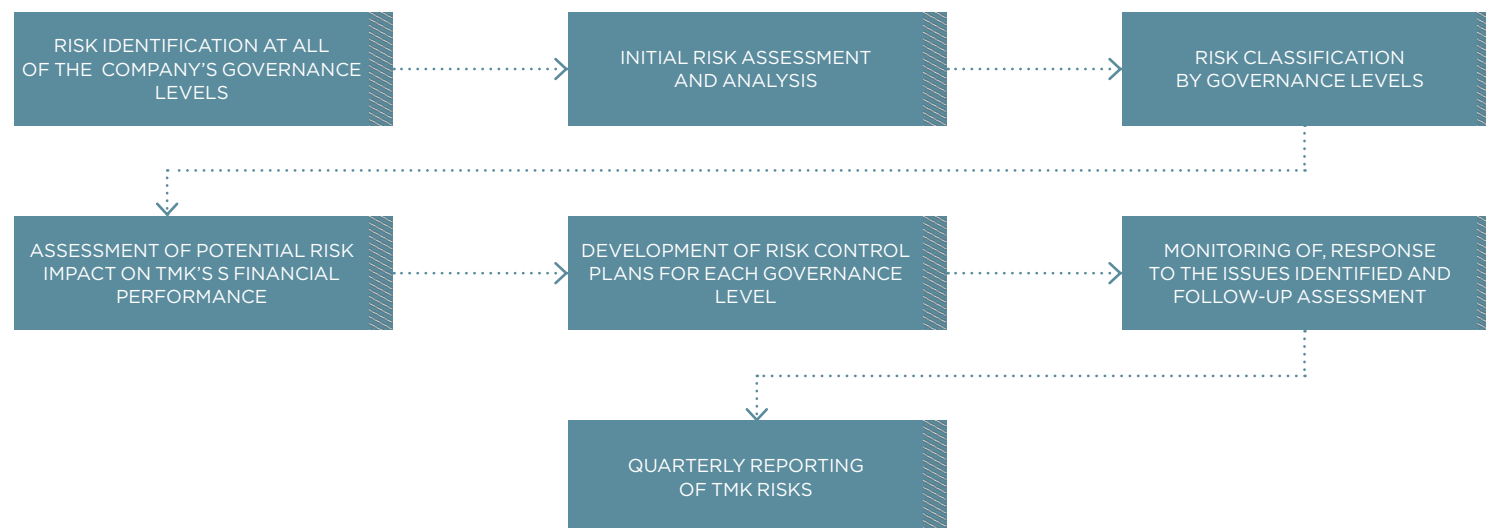 RISK IDENTIFICATION AT ALL
OF THE COMPANY'S GOVERNANCE
LEVELS
INITIAL RISK ASSESSMENT
AND ANALYSIS
RISK CLASSIFICATION
BY GOVERNANCE LEVELS
ASSESSMENT OF POTENTIAL RISK
IMPACT ON TMK'S S FINANCIAL
PERFORMANCE
DEVELOPMENT OF RISK CONTROL
PLANS FOR EACH GOVERNANCE
LEVEL
MONITORING OF, RESPONSE
TO THE ISSUES IDENTIFIED AND
FOLLOW-UP ASSESSMENT
QUARTERLY REPORTING
OF TMK RISKS